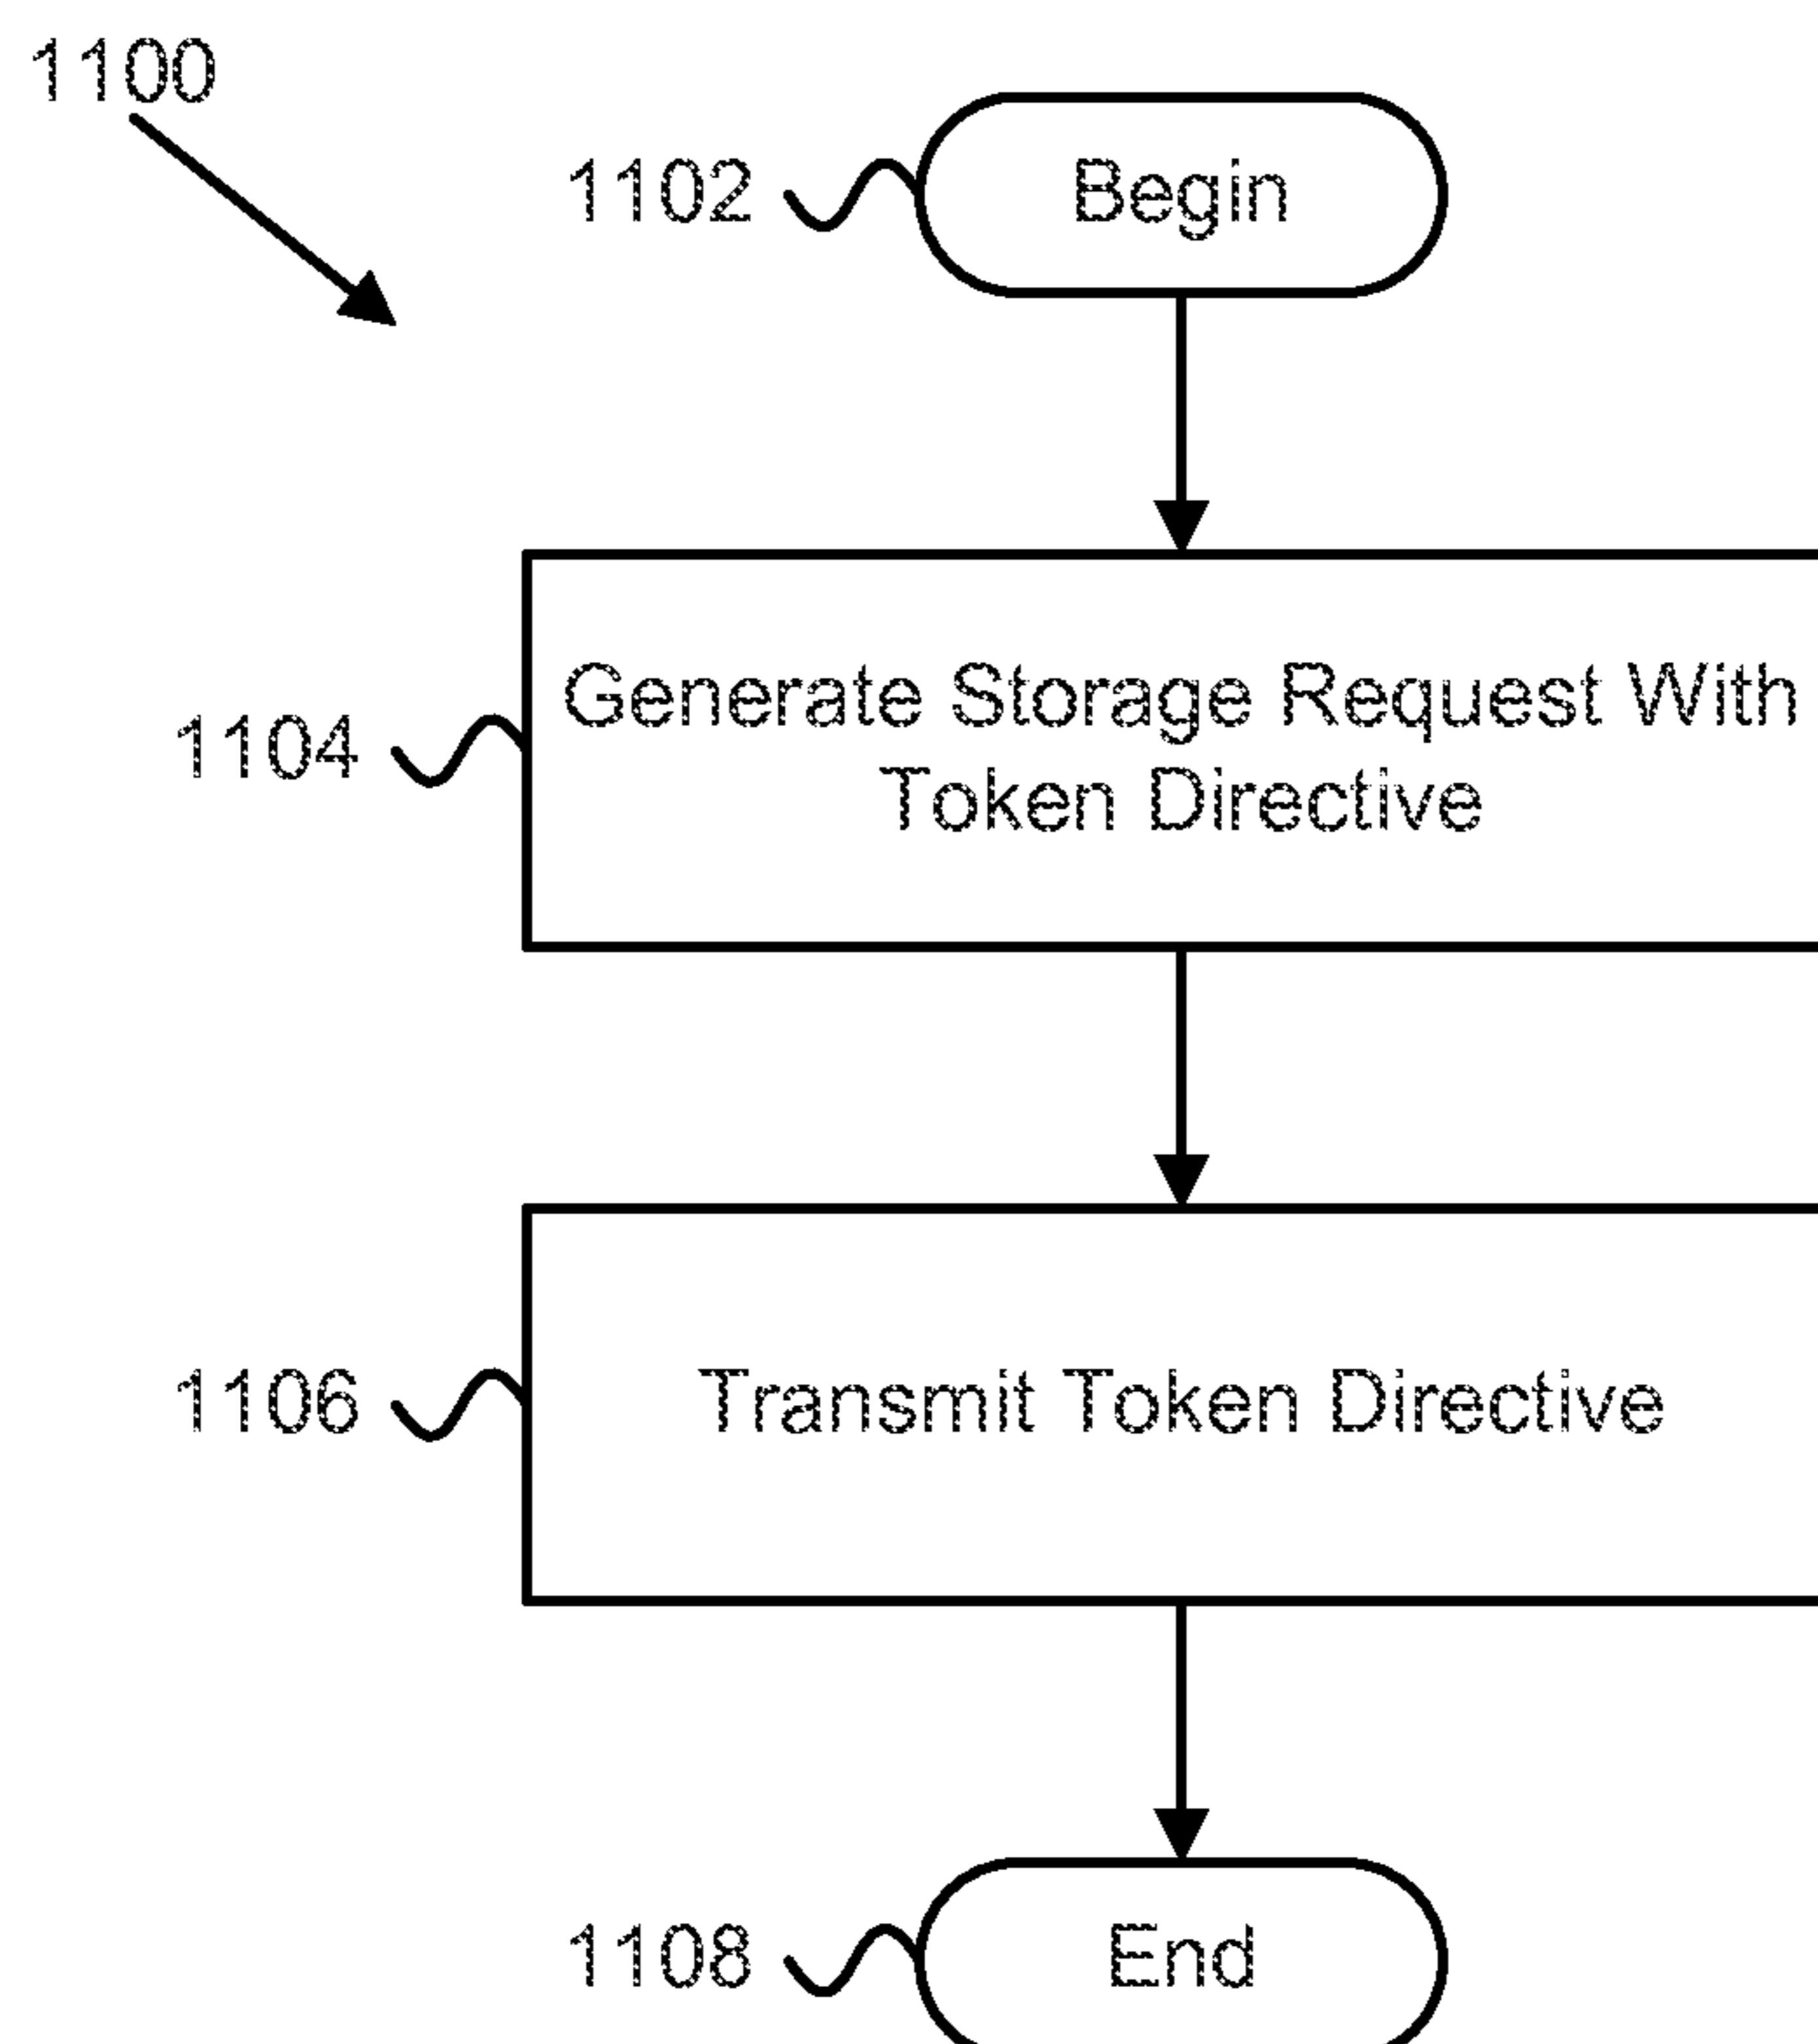 1100
1102
Begin
1104
Generate Storage Request With
Token Directive
1106
Transmit Token Directive
1108
End